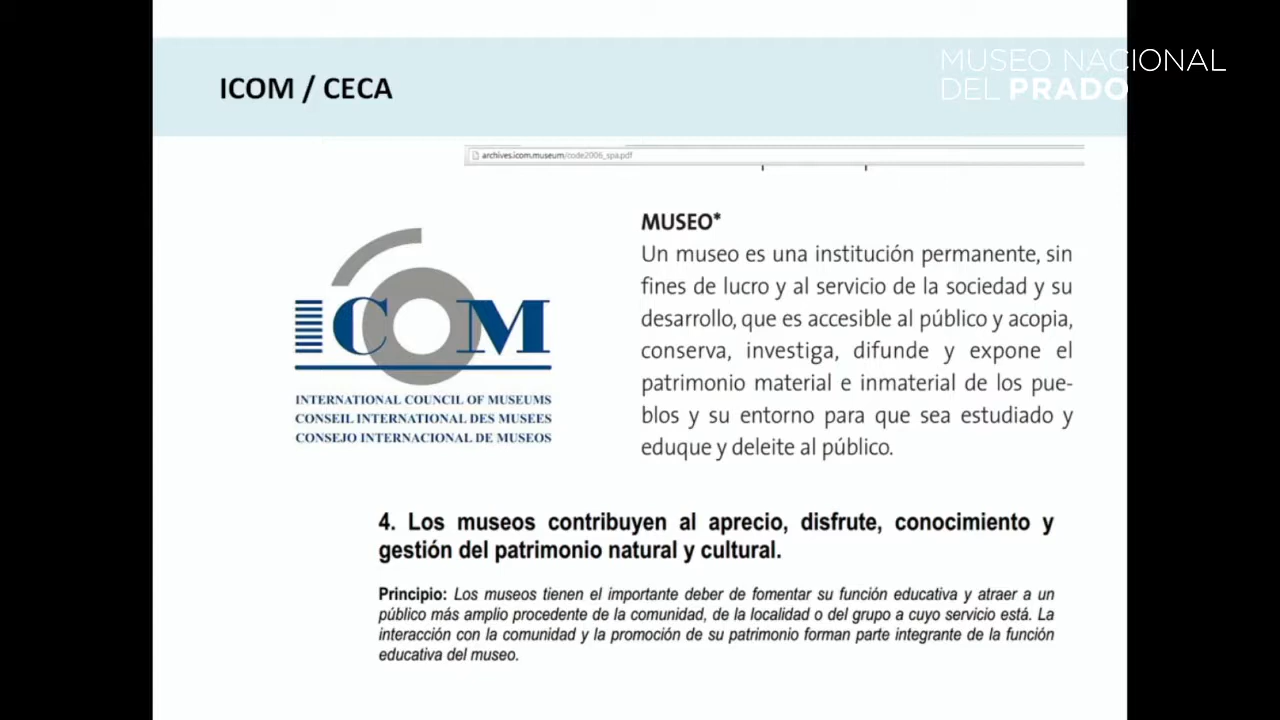 MUSEO NACIONAL
DEL PRADO
ICOM / CECA
archives.icom.museum/code2006_spa.pdf
ICOM
INTERNATIONAL COUNCIL OF MUSEUMS
CONSEIL INTERNATIONAL DES MUSEES
CONSEJO INTERNACIONAL DE MUSEOS
MUSEO*
Un museo es una institución permanente, sin
fines de lucro y al servicio de la sociedad y su
desarrollo, que es accesible al público y acopia,
conserva, investiga, difunde y expone el
patrimonio material e inmaterial de los pue-
blos y su entorno para que sea estudiado y
eduque y deleite al público.
4. Los museos contribuyen al aprecio, disfrute, conocimiento y
gestión del patrimonio natural y cultural.
Principio: Los museos tienen el importante deber de fomentar su función educativa y atraer a un
público más amplio procedente de la comunidad, de la localidad o del grupo a cuyo servicio está. La
interacción con la comunidad y la promoción de su patrimonio forman parte integrante de la función
educativa del museo.